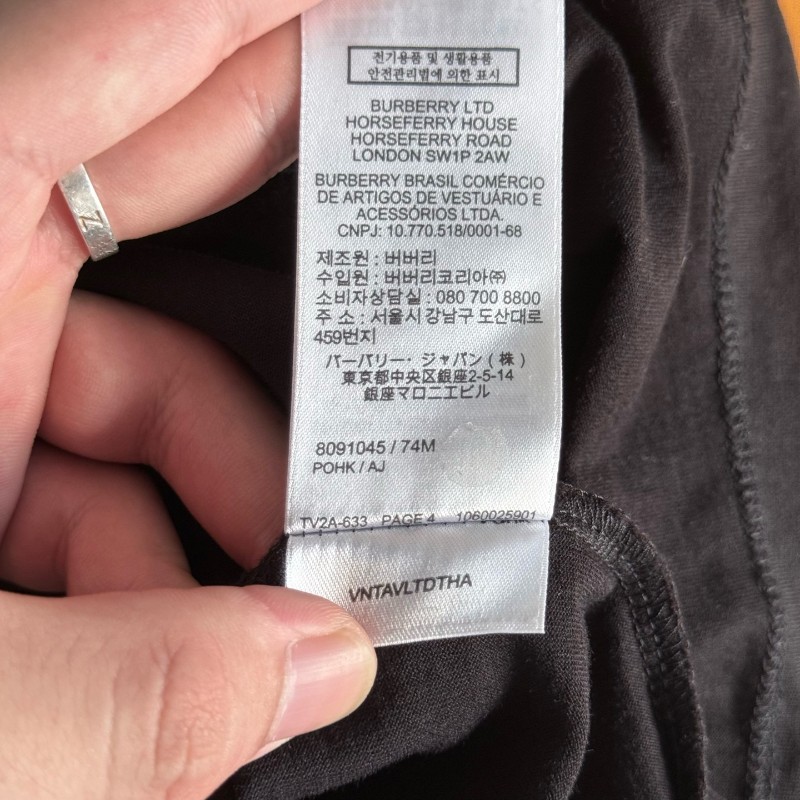 전기용품 및 생활용품
안전관리법에 의한 표시
BURBERRY LTD
HORSEFERRY HOUSE
HORSEFERRY ROAD
LONDON SW1P 2AW
BURBERRY BRASIL COMÉRCIO
DE ARTIGOS DE VESTUÁRIO E
ACESSÓRIOS LTDA.
CNPJ: 10.770.518/0001-68
제조원 : 버버리
수입원 : 버버리코리아㈜
소비자상담실 : 080 700 8800
주 소 : 서울시 강남구 도산대로
459번지
バーバリー・ジャパン(株)
東京都中央区銀座2-5-14
銀座マロニエビル
8091045 / 74M
POHK / AJ
TV2A-633 PAGE 4 1060025901
VNTAVLTDTHA